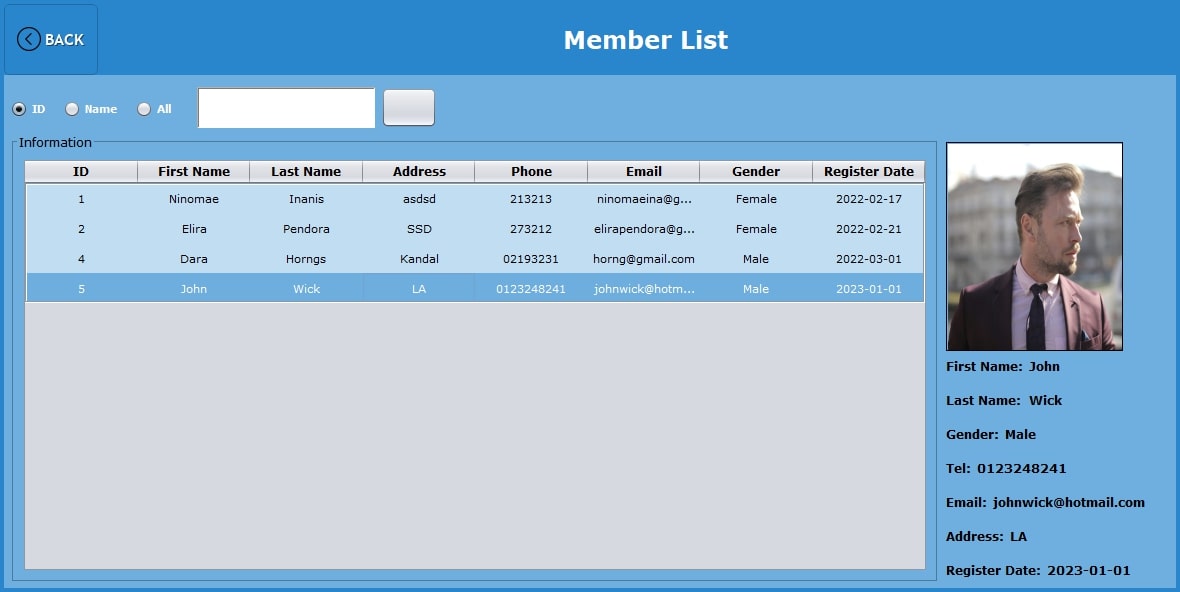 BACK
Member List
ID Name All
Information
ID First Name Last Name Address Phone Email Gender Register Date
1 Ninomae Inanis asdsd 213213 ninomaeina@g... Female 2022-02-17
2 Elira Pendora SSD 273212 elirapendora@g... Female 2022-02-21
4 Dara Horngs Kandal 02193231 horng@gmail.com Male 2022-03-01
5 John Wick LA 0123248241 johnwick@hotm... Male 2023-01-01
First Name: John
Last Name: Wick
Gender: Male
Tel: 0123248241
Email: johnwick@hotmail.com
Address: LA
Register Date: 2023-01-01